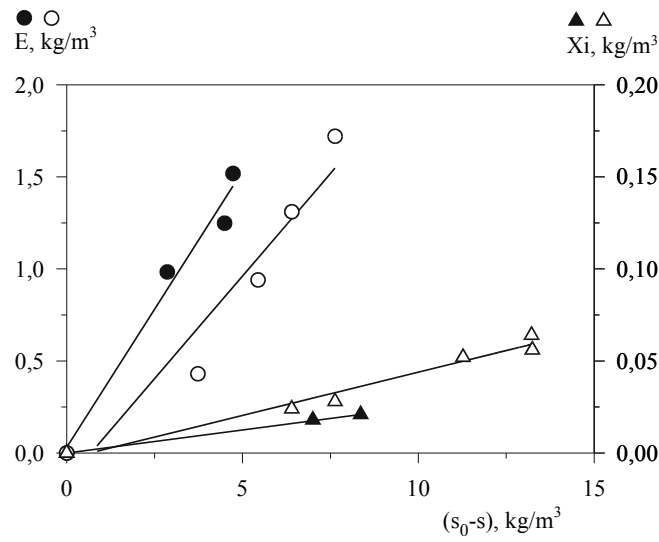 ● ○ ▲ △
E, kg/m³ Xi, kg/m³
2,0 0,20
1,5 0,15
1,0 0,10
0,5 0,05
0,0 0,00
0 5 10 15
(s₀-s), kg/m³